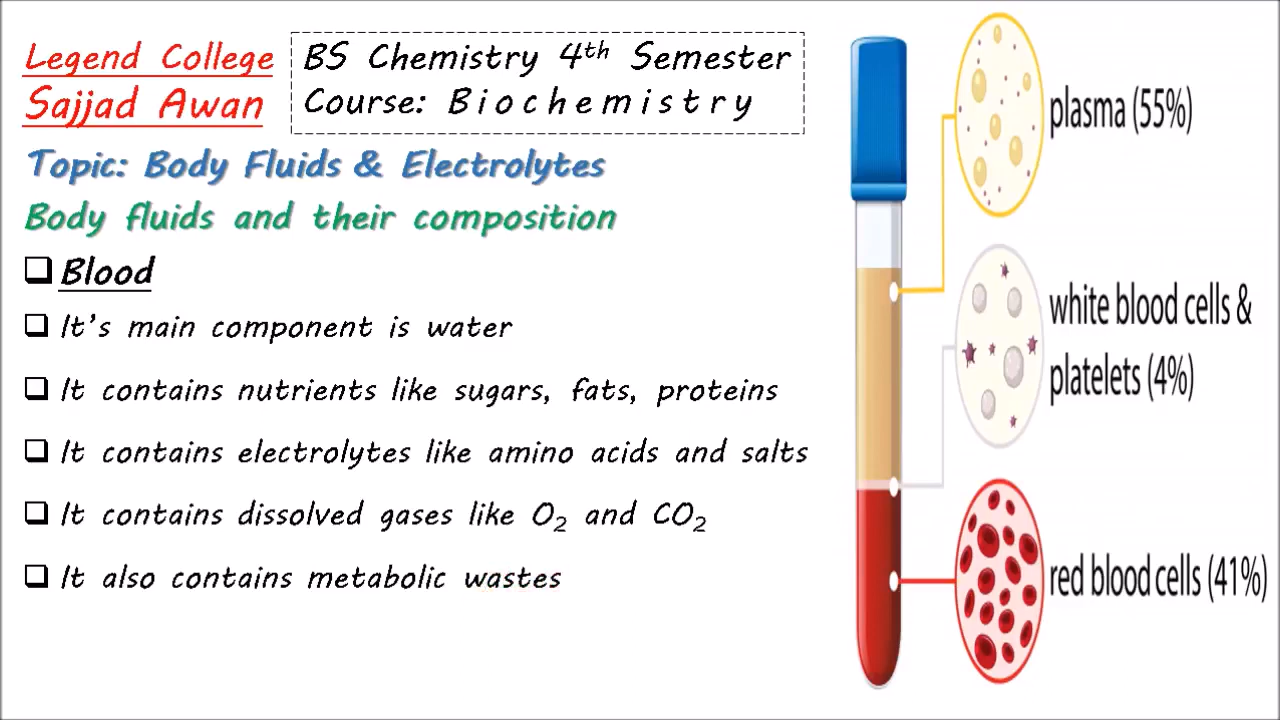 Legend College
Sajjad Awan
BS Chemistry 4th Semester
Course: Biochemistry
Topic: Body Fluids & Electrolytes
Body fluids and their composition
❑ Blood
❑ It's main component is water
❑ It contains nutrients like sugars, fats, proteins
❑ It contains electrolytes like amino acids and salts
❑ It contains dissolved gases like O₂ and CO₂
❑ It also contains metabolic wastes
plasma (55%)
white blood cells &
platelets (4%)
red blood cells (41%)